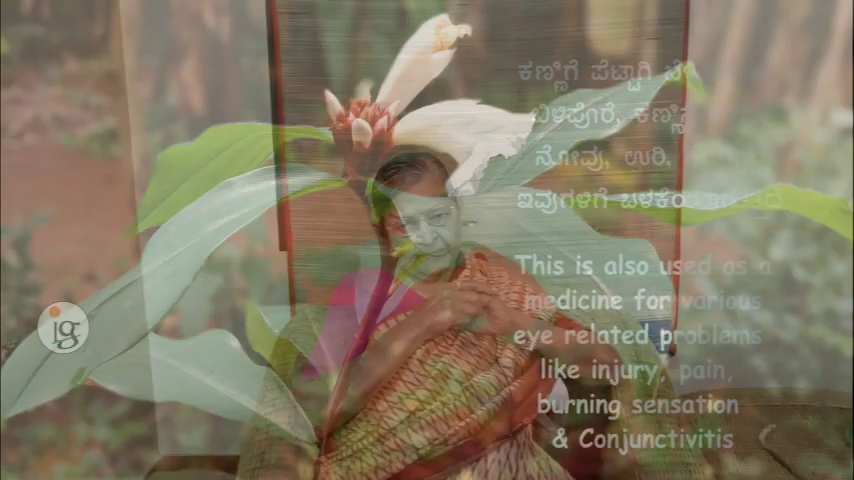 ಕಣ್ಣಿಗೆ
ನೋವು, ಉರಿ,
ಇವುಗಳಿಗೆ
This is also used as a
medicine for various
eye related problems
like injury, pain,
burning sensation
& Conjunctivitis
ig